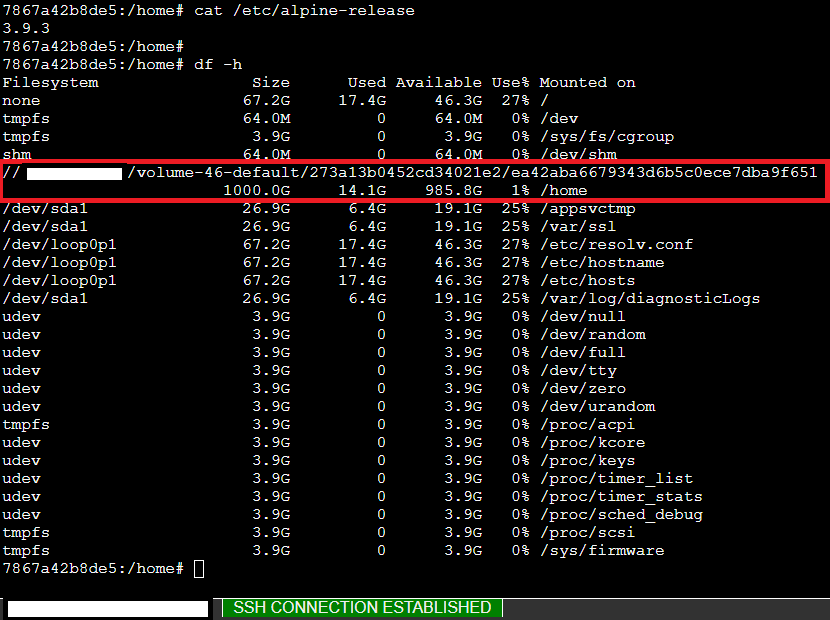 7867a42b8de5:/home# cat /etc/alpine-release
3.9.3
7867a42b8de5:/home#
7867a42b8de5:/home# df -h
Filesystem                Size      Used Available Use% Mounted on
none                     67.2G     17.4G     46.3G  27% /
tmpfs                    64.0M         0     64.0M   0% /dev
tmpfs                     3.9G         0      3.9G   0% /sys/fs/cgroup
shm                      64.0M         0     64.0M   0% /dev/shm
// /volume-46-default/273a13b0452cd34021e2/ea42aba6679343d6b5c0ece7dba9f651
                       1000.0G     14.1G    985.8G   1% /home
/dev/sda1                26.9G      6.4G     19.1G  25% /appsvctmp
/dev/sda1                26.9G      6.4G     19.1G  25% /var/ssl
/dev/loop0p1             67.2G     17.4G     46.3G  27% /etc/resolv.conf
/dev/loop0p1             67.2G     17.4G     46.3G  27% /etc/hostname
/dev/loop0p1             67.2G     17.4G     46.3G  27% /etc/hosts
/dev/sda1                26.9G      6.4G     19.1G  25% /var/log/diagnosticLogs
udev                      3.9G         0      3.9G   0% /dev/null
udev                      3.9G         0      3.9G   0% /dev/random
udev                      3.9G         0      3.9G   0% /dev/full
udev                      3.9G         0      3.9G   0% /dev/tty
udev                      3.9G         0      3.9G   0% /dev/zero
udev                      3.9G         0      3.9G   0% /dev/urandom
tmpfs                     3.9G         0      3.9G   0% /proc/acpi
udev                      3.9G         0      3.9G   0% /proc/kcore
udev                      3.9G         0      3.9G   0% /proc/keys
udev                      3.9G         0      3.9G   0% /proc/timer_list
udev                      3.9G         0      3.9G   0% /proc/timer_stats
udev                      3.9G         0      3.9G   0% /proc/sched_debug
tmpfs                     3.9G         0      3.9G   0% /proc/scsi
tmpfs                     3.9G         0      3.9G   0% /sys/firmware
7867a42b8de5:/home#
SSH CONNECTION ESTABLISHED